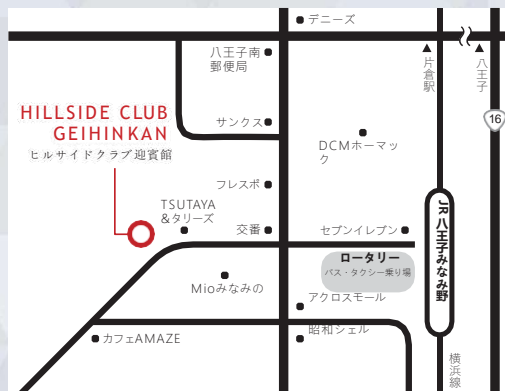 デニーズ
八王子南
郵便局
片倉駅
八王子
16
サンクス
HILLSIDE CLUB
GEIHINKAN
ヒルサイドクラブ迎賓館
DCMホーマッ
ク
フレスポ
TSUTAYA
&タリーズ
交番
セブンイレブン
JR 八王子みなみ野
ロータリー
バス・タクシー乗り場
Mioみなみの
アクロスモール
昭和シェル
カフェAMAZE
横浜線